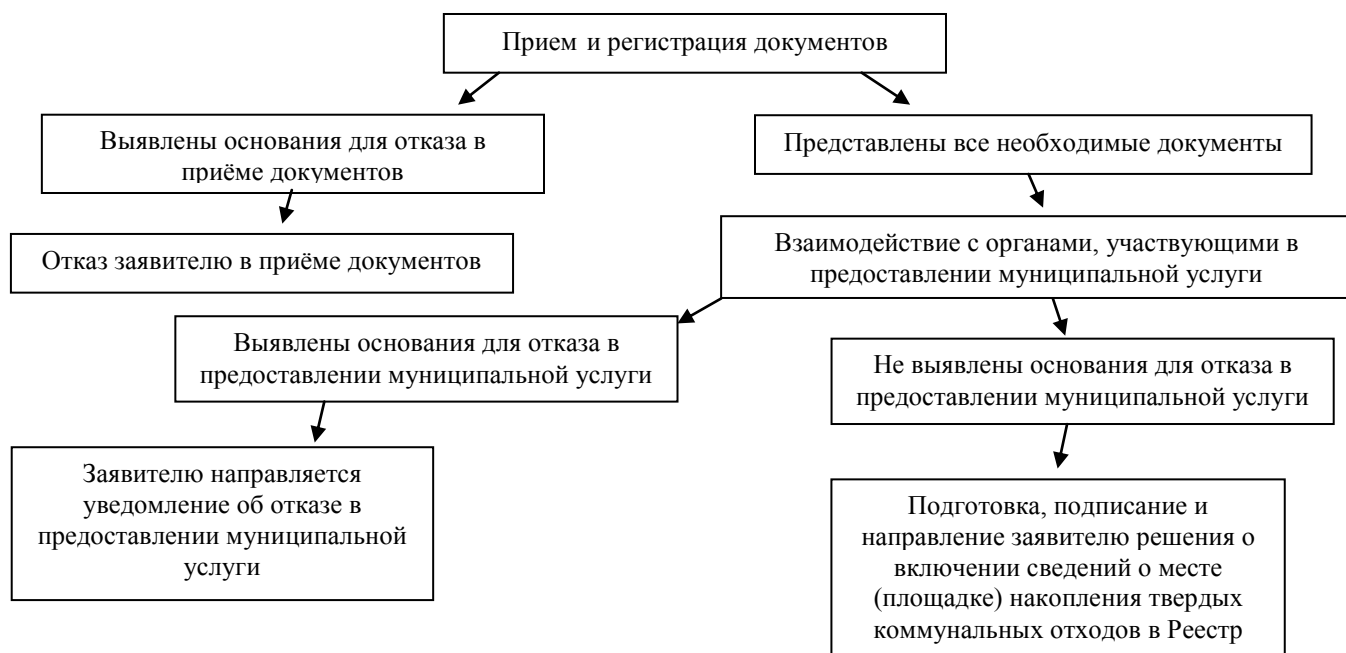 Прием и регистрация документов
Выявлены основания для отказа в
приёме документов
Представлены все необходимые документы
Отказ заявителю в приёме документов
Взаимодействие с органами, участвующими в
предоставлении муниципальной услуги
Выявлены основания для отказа в
предоставлении муниципальной услуги
Не выявлены основания для отказа в
предоставлении муниципальной услуги
Заявителю направляется
уведомление об отказе в
предоставлении муниципальной
услуги
Подготовка, подписание и
направление заявителю решения о
включении сведений о месте
(площадке) накопления твердых
коммунальных отходов в Реестр